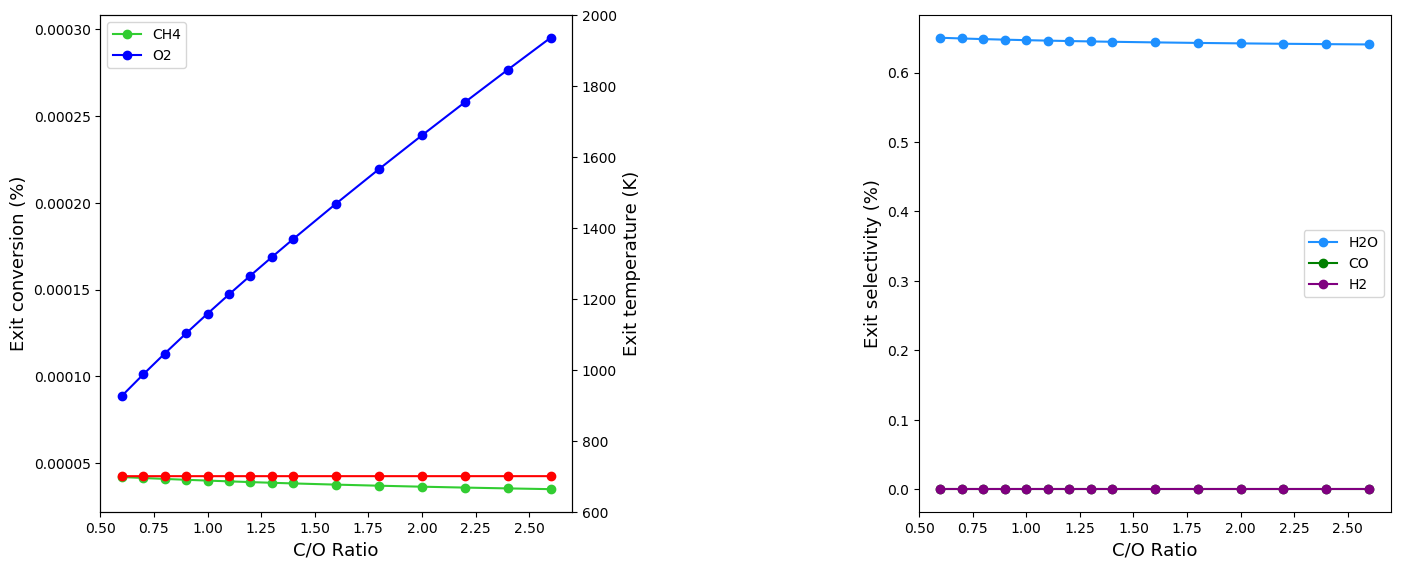 CH4
O2
0.00030
0.00025
0.00020
0.00015
0.00010
0.00005
Exit conversion (%)
0.50 0.75 1.00 1.25 1.50 1.75 2.00 2.25 2.50
C/O Ratio
2000
1800
1600
1400
1200
1000
800
600
Exit temperature (K)
0.6
0.5
0.4
0.3
0.2
0.1
0.0
Exit selectivity (%)
H2O
CO
H2
0.50 0.75 1.00 1.25 1.50 1.75 2.00 2.25 2.50
C/O Ratio